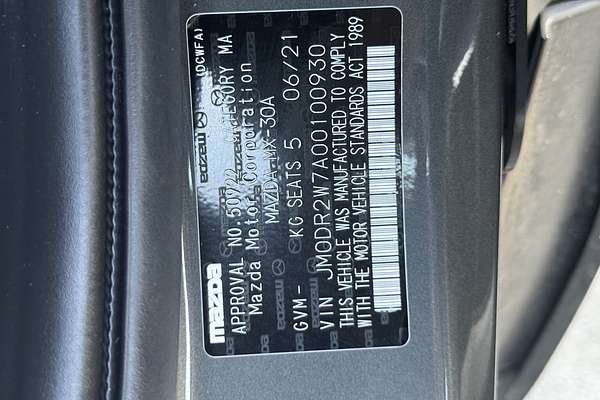 (DCWFA)
mazda
APPROVAL NO. 50722 CATEGORY MA
Mazda Motor Corporation
MAZDA MX-30A
GVM- KG SEATS 5 06/21
VIN JM0DR2W7A00100930
THIS VEHICLE WAS MANUFACTURED TO COMPLY
WITH THE MOTOR VEHICLE STANDARDS ACT 1989